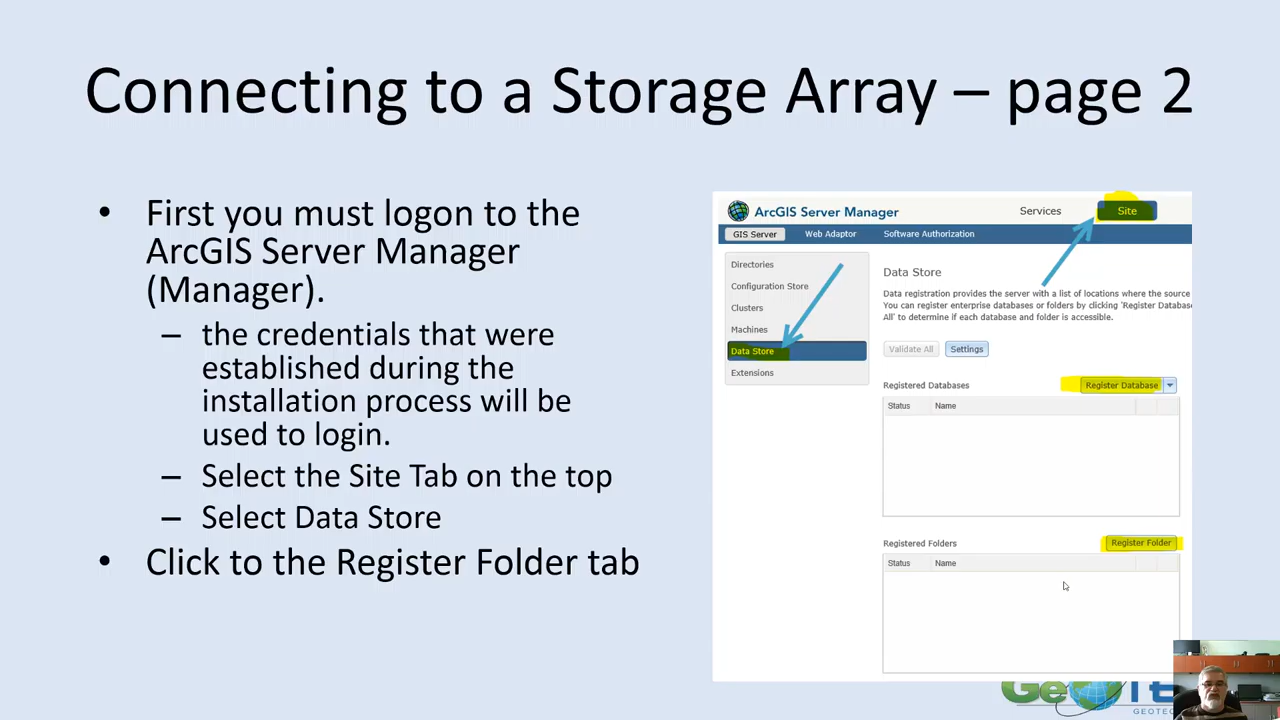 Connecting to a Storage Array – page 2
• First you must logon to the
ArcGIS Server Manager
(Manager).
– the credentials that were
established during the
installation process will be
used to login.
– Select the Site Tab on the top
– Select Data Store
• Click to the Register Folder tab
ArcGIS Server Manager
Services
Site
GIS Server
Web Adaptor
Software Authorization
Directories
Configuration Store
Clusters
Machines
Data Store
Extensions
Data Store
Data registration provides the server with a list of locations where the source
You can register enterprise databases or folders by clicking 'Register Databas
All' to determine if each database and folder is accessible.
Validate All
Settings
Registered Databases
Register Database
Status
Name
Registered Folders
Register Folder
Status
Name
GeoTE
GEOTEC